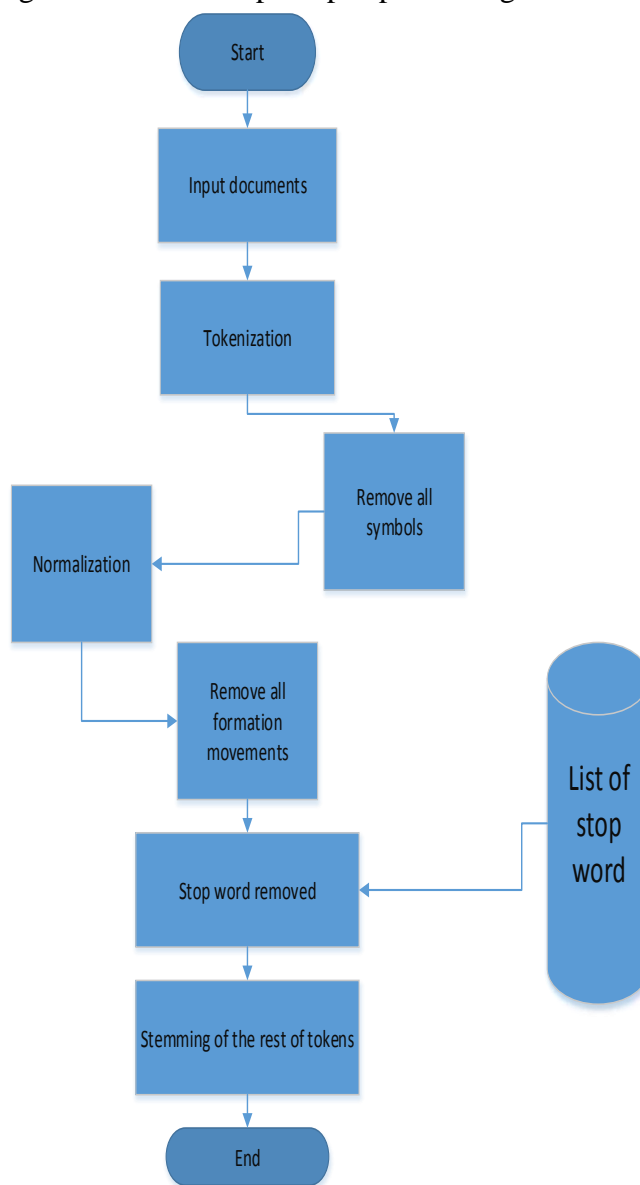 Start
Input documents
Tokenization
Remove all
symbols
Normalization
Remove all
formation
movements
List of
stop
word
Stop word removed
Stemming of the rest of tokens
End